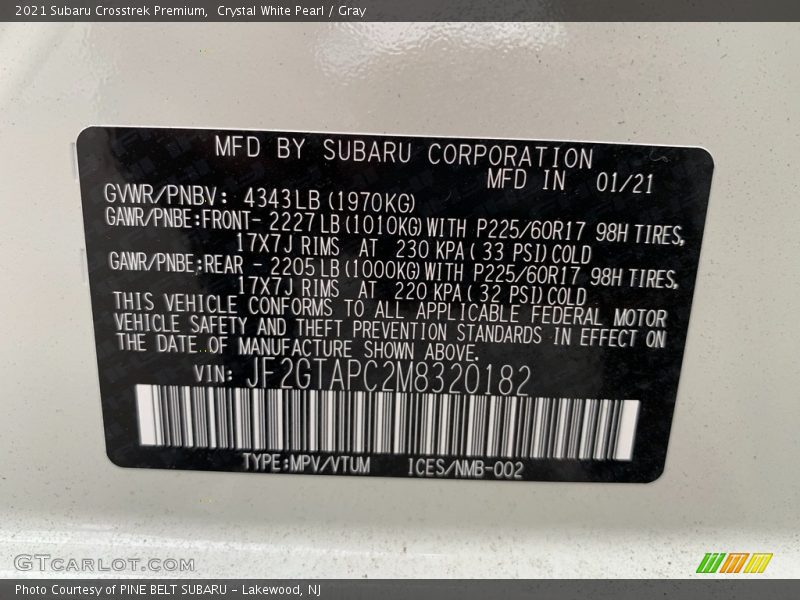 2021 Subaru Crosstrek Premium,  Crystal White Pearl / Gray
MFD BY SUBARU CORPORATION
MFD IN 01/21
GVWR/PNBV: 4343LB (1970KG)
GAWR/PNBE:FRONT- 2227LB (1010KG) WITH P225/60R17 98H TIRES,
17X7J RIMS AT 230 KPA ( 33 PSI) COLD
GAWR/PNBE:REAR - 2205LB (1000KG) WITH P225/60R17 98H TIRES,
17X7J RIMS AT 220 KPA ( 32 PSI) COLD
THIS VEHICLE CONFORMS TO ALL APPLICABLE FEDERAL MOTOR
VEHICLE SAFETY AND THEFT PREVENTION STANDARDS IN EFFECT ON
THE DATE OF MANUFACTURE SHOWN ABOVE.
VIN: JF2GTAPC2M8320182
TYPE:MPV/VTUM ICES/NMB-002
GTCARLOT.COM
Photo Courtesy of PINE BELT SUBARU - Lakewood, NJ